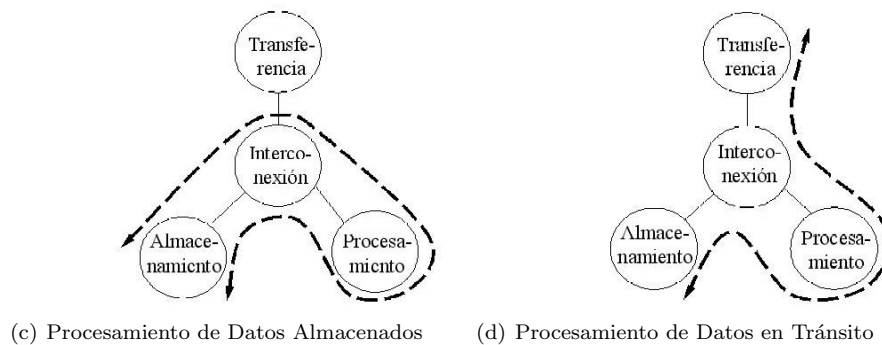 Transfe-
rencia
Interco-
nexión
Almace-
namiento
Procesa-
miento
(c) Procesamiento de Datos Almacenados
Transfe-
rencia
Interco-
nexión
Almace-
namiento
Procesa-
miento
(d) Procesamiento de Datos en Tránsito